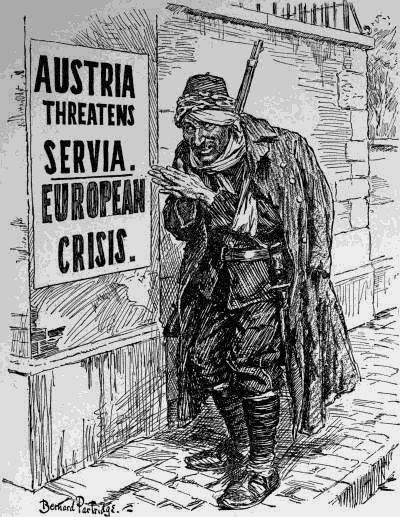 AUSTRIA
THREATENS
SERVIA.
EUROPEAN
CRISIS.
Bernard Partridge.